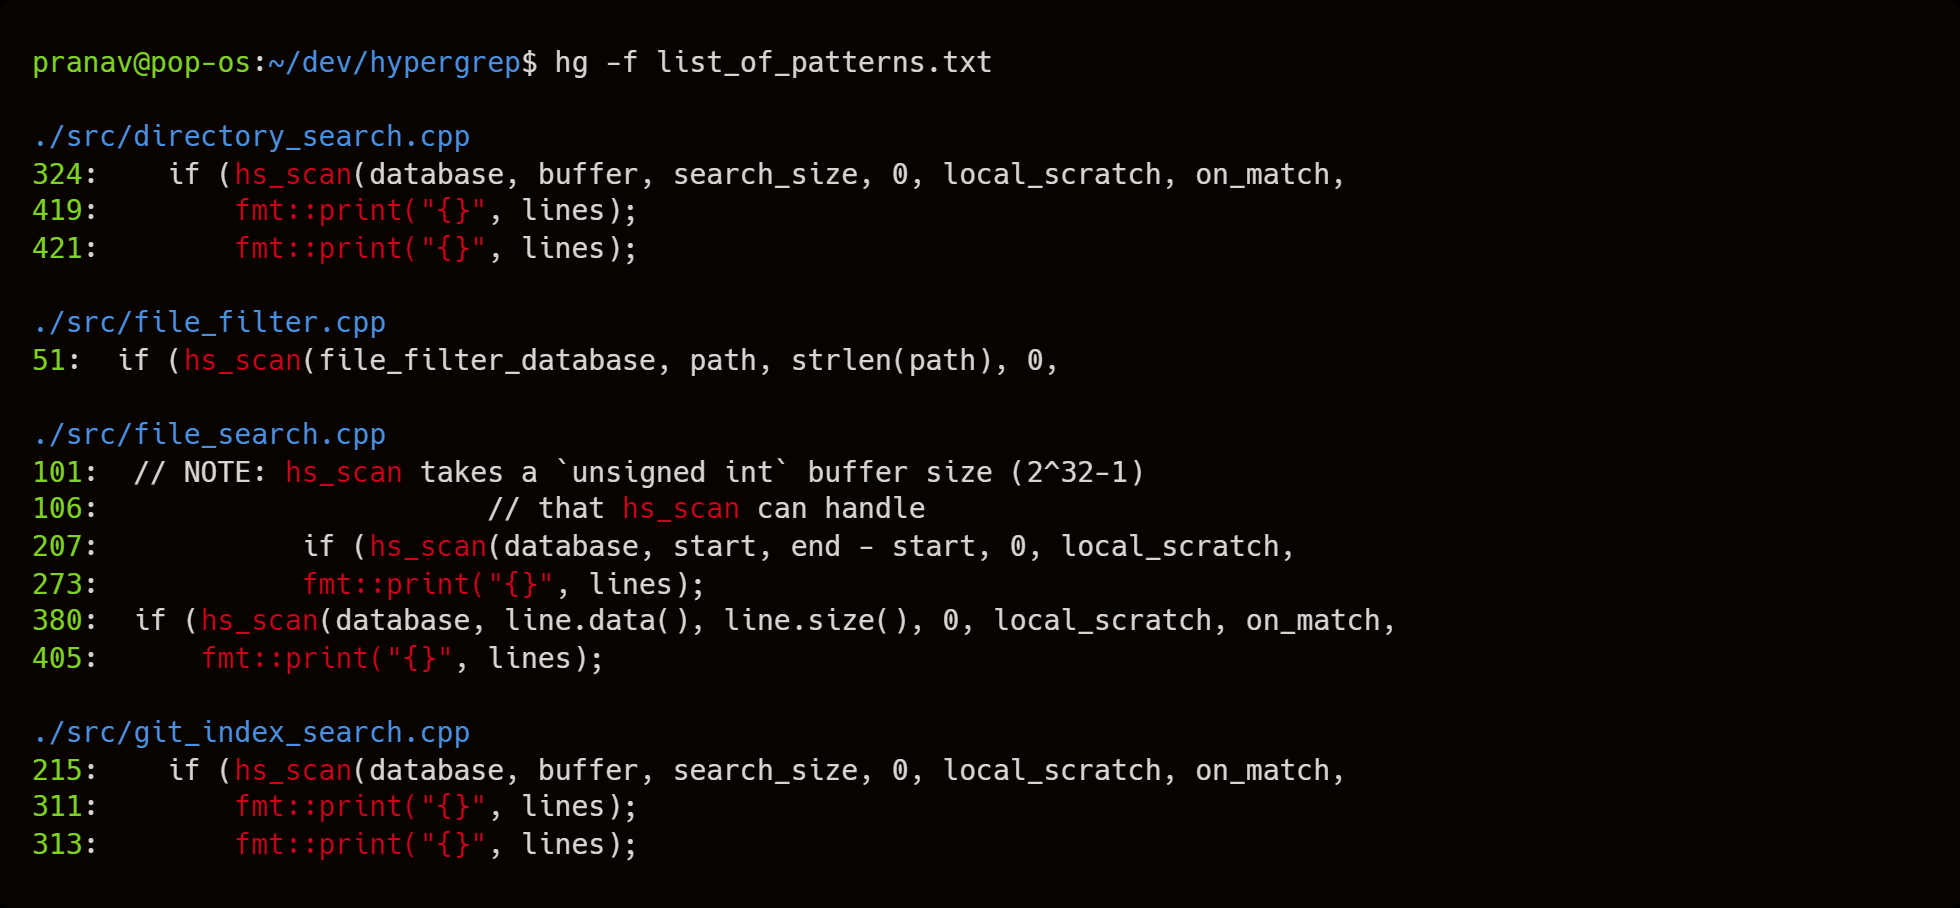 pranav@pop-os:~/dev/hypergrep$ hg -f list_of_patterns.txt

./src/directory_search.cpp
324:    if (hs_scan(database, buffer, search_size, 0, local_scratch, on_match,
419:        fmt::print("{}", lines);
421:        fmt::print("{}", lines);

./src/file_filter.cpp
51:  if (hs_scan(file_filter_database, path, strlen(path), 0,

./src/file_search.cpp
101:  // NOTE: hs_scan takes a `unsigned int` buffer size (2^32-1)
106:                       // that hs_scan can handle
207:            if (hs_scan(database, start, end - start, 0, local_scratch,
273:            fmt::print("{}", lines);
380:  if (hs_scan(database, line.data(), line.size(), 0, local_scratch, on_match,
405:      fmt::print("{}", lines);

./src/git_index_search.cpp
215:    if (hs_scan(database, buffer, search_size, 0, local_scratch, on_match,
311:        fmt::print("{}", lines);
313:        fmt::print("{}", lines);